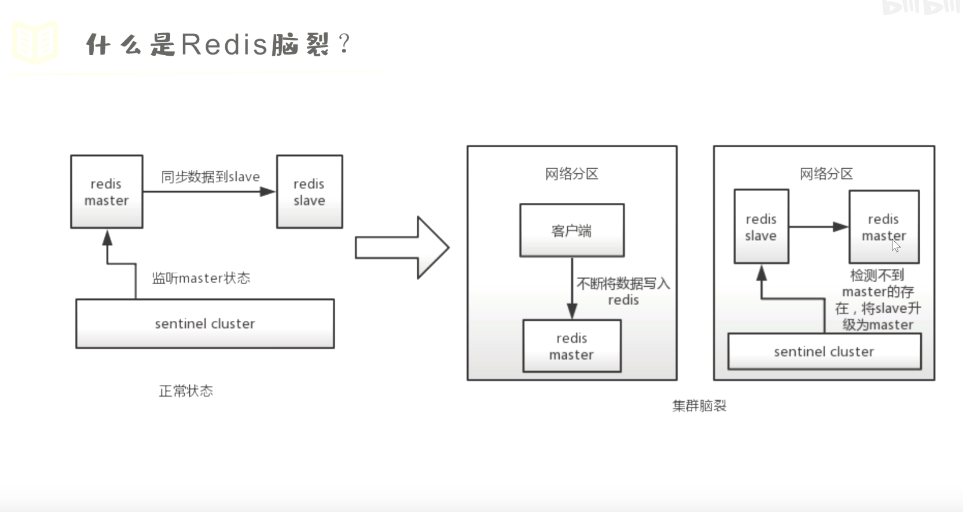 什么是Redis脑裂？
bilibili
redis
master
同步数据到slave
redis
slave
监听master状态
sentinel cluster
正常状态
网络分区
客户端
不断将数据写入
redis
redis
master
网络分区
redis
slave
redis
master
检测不到
master的存
在，将slave升
级为master
sentinel cluster
集群脑裂